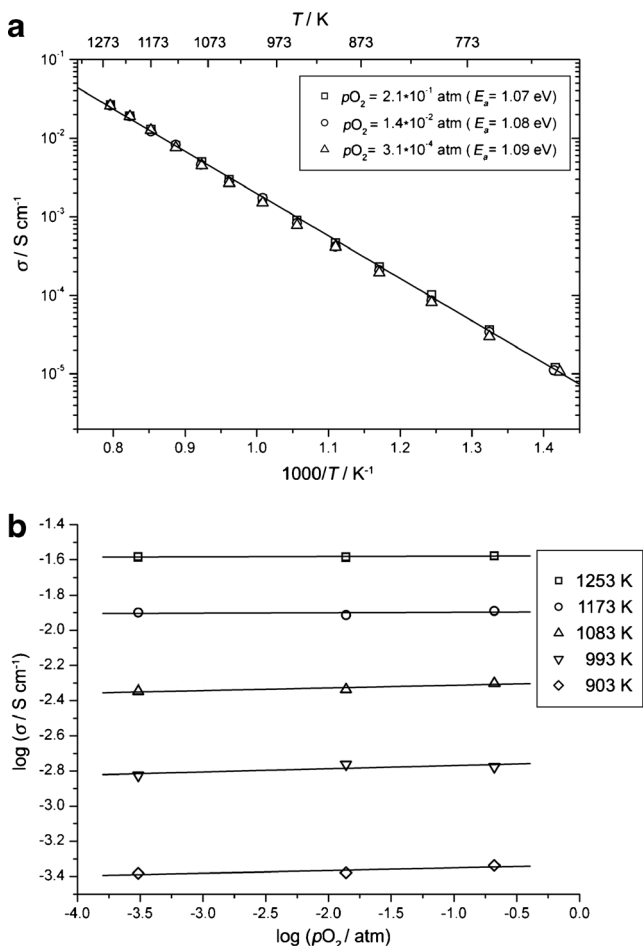 a
T / K
1273 1173 1073 973 873 773
10⁻¹
10⁻²
10⁻³
10⁻⁴
10⁻⁵
σ / S cm⁻¹
pO₂ = 2.1*10⁻¹ atm ( Eₐ= 1.07 eV)
pO₂ = 1.4*10⁻² atm ( Eₐ= 1.08 eV)
pO₂= 3.1*10⁻⁴ atm ( Eₐ= 1.09 eV)
0.8 0.9 1.0 1.1 1.2 1.3 1.4
1000/T / K⁻¹
b
-1.4
-1.6
-1.8
-2.0
-2.2
-2.4
-2.6
-2.8
-3.0
-3.2
-3.4
log (σ / S cm⁻¹)
1253 K
1173 K
1083 K
993 K
903 K
-4.0 -3.5 -3.0 -2.5 -2.0 -1.5 -1.0 -0.5 0.0
log (pO₂ / atm)